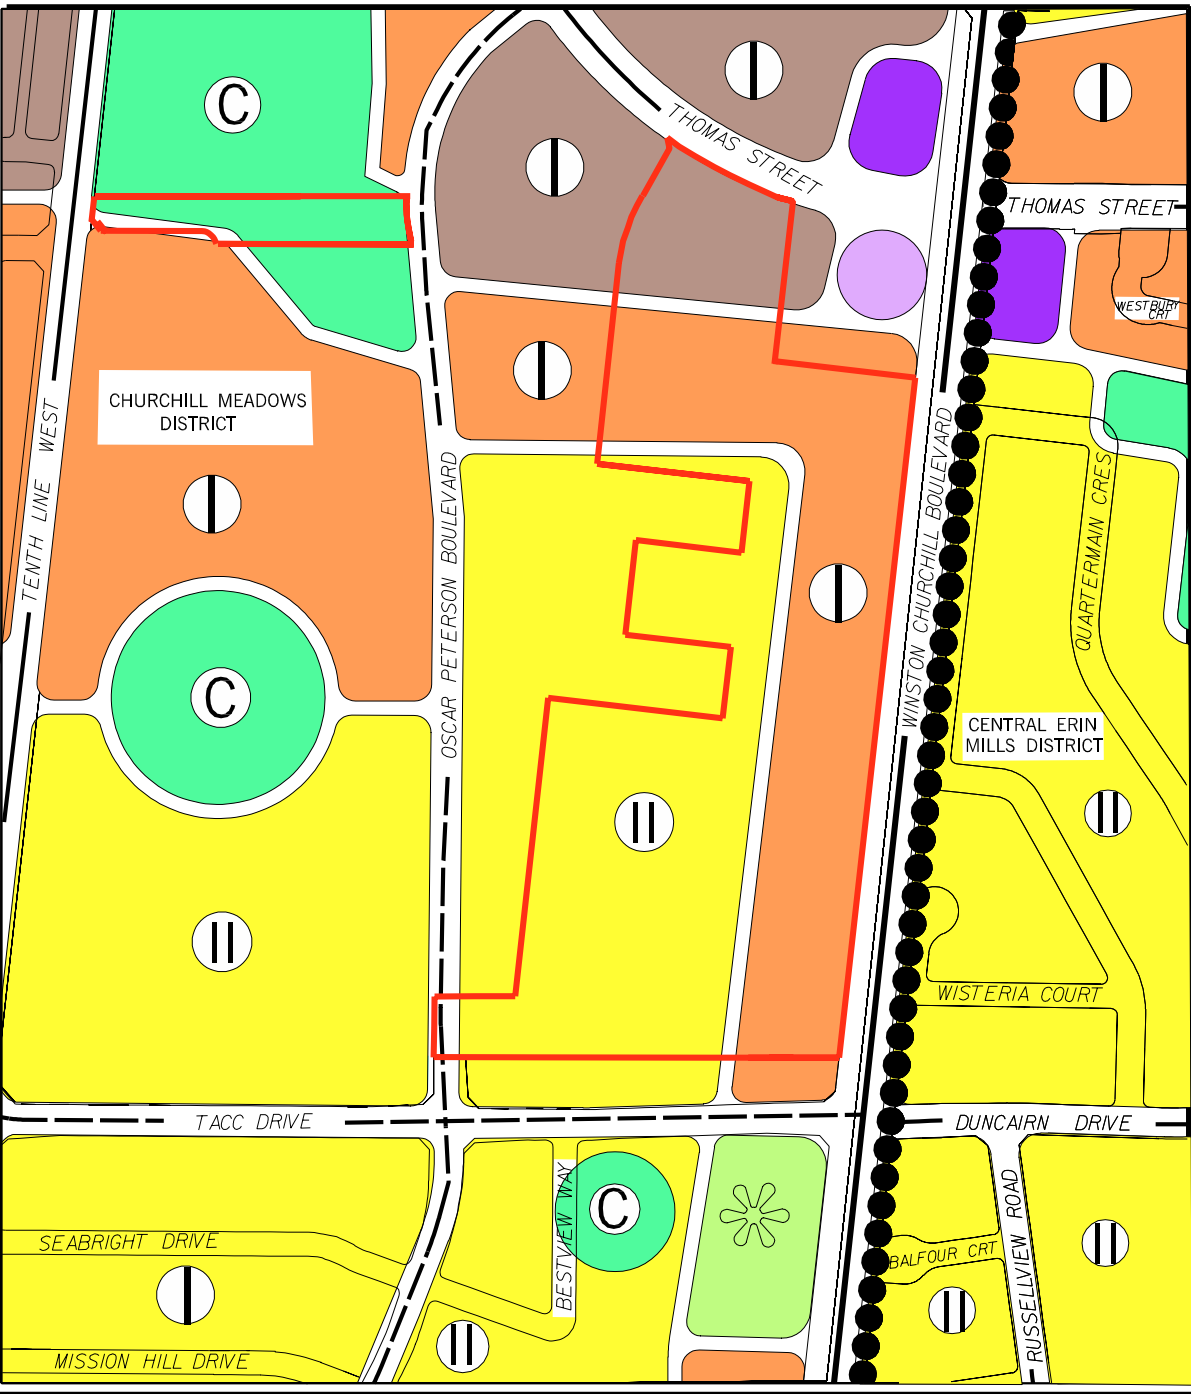 C
I
I
I
THOMAS STREET
THOMAS STREET
WESTBURY
CRT
I
CHURCHILL MEADOWS
DISTRICT
TENTH LINE WEST
I
OSCAR PETERSON BOULEVARD
I
WINSTON CHURCHILL BOULEVARD
QUARTERMAIN CRES
C
CENTRAL ERIN
MILLS DISTRICT
II
II
II
WISTERIA COURT
TACC DRIVE
DUNCAIRN DRIVE
BESTVIEW WAY
C
SEABRIGHT DRIVE
I
MISSION HILL DRIVE
II
BALFOUR CRT
II
RUSSELLVIEW ROAD
II